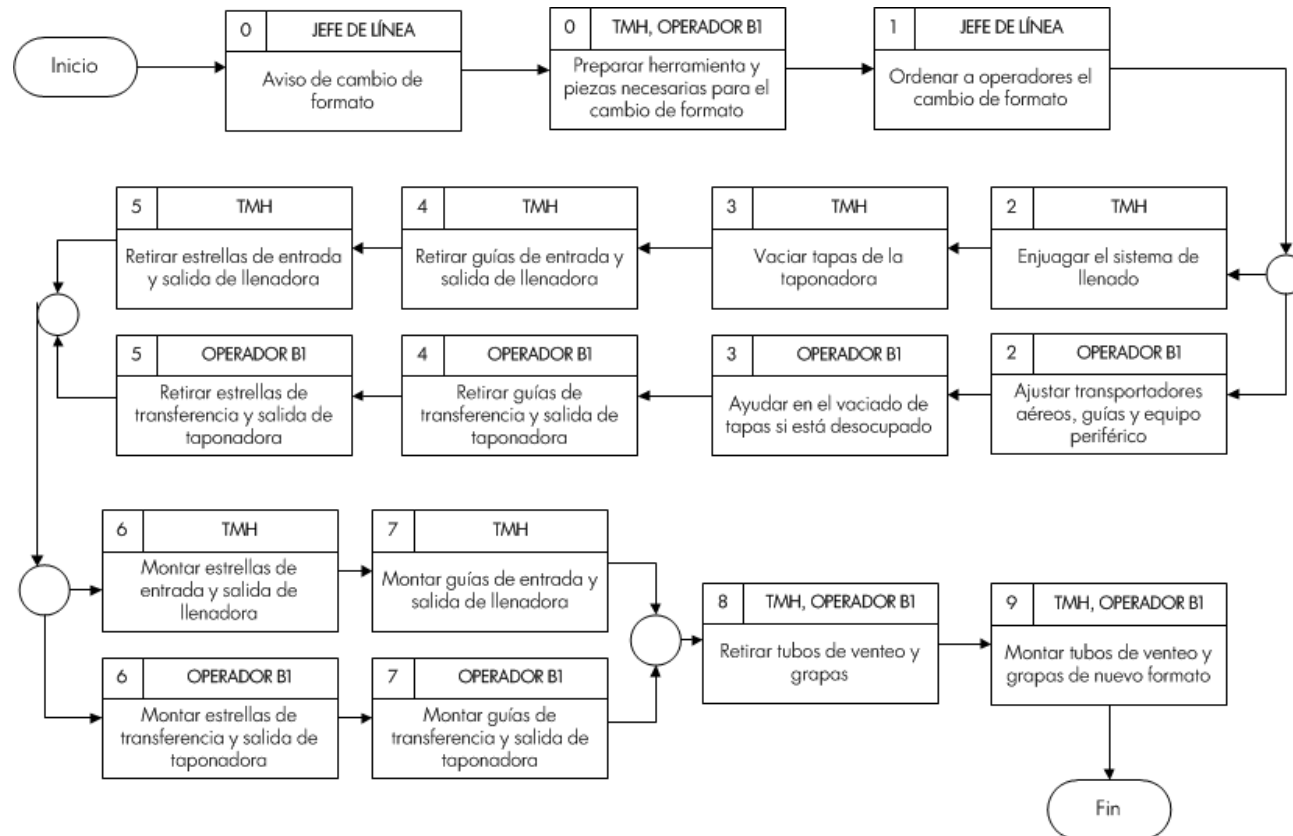 Inicio
0 JEFE DE LÍNEA
Aviso de cambio de
formato
0 TMH, OPERADOR B1
Preparar herramienta y
piezas necesarias para el
cambio de formato
1 JEFE DE LÍNEA
Ordenar a operadores el
cambio de formato
5 TMH
Retirar estrellas de entrada
y salida de llenadora
4 TMH
Retirar guías de entrada y
salida de llenadora
3 TMH
Vaciar tapas de la
taponadora
2 TMH
Enjuagar el sistema de
llenado
5 OPERADOR B1
Retirar estrellas de
transferencia y salida de
taponadora
4 OPERADOR B1
Retirar guías de
transferencia y salida de
taponadora
3 OPERADOR B1
Ayudar en el vaciado de
tapas si está desocupado
2 OPERADOR B1
Ajustar transportadores
aéreos, guías y equipo
periférico
6 TMH
Montar estrellas de
entrada y salida de
llenadora
7 TMH
Montar guías de entrada y
salida de llenadora
6 OPERADOR B1
Montar estrellas de
transferencia y salida de
taponadora
7 OPERADOR B1
Montar guías de
transferencia y salida de
taponadora
8 TMH, OPERADOR B1
Retirar tubos de venteo y
grapas
9 TMH, OPERADOR B1
Montar tubos de venteo y
grapas de nuevo formato
Fin